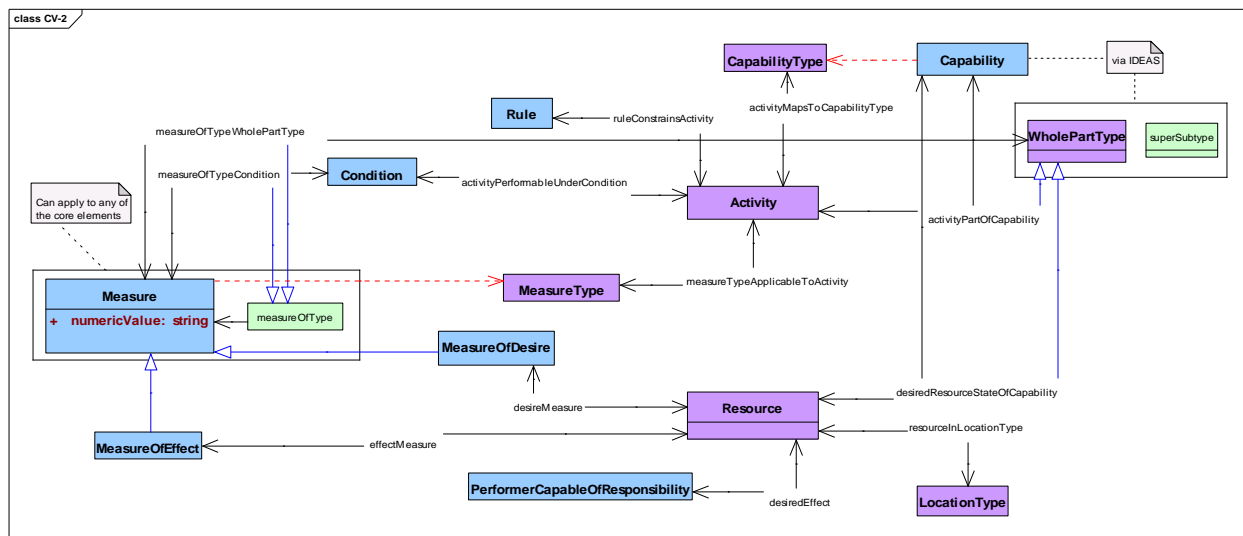 class CV-2
CapabilityType
Capability
via IDEAS
Rule
ruleConstrainsActivity
activityMapsToCapabilityType
measureOfTypeWholePartType
WholePartType
superSubtype
measureOfTypeCondition
Condition
activityPerformableUnderCondition
Can apply to any of
the core elements
Activity
activityPartOfCapability
Measure
MeasureType
measureTypeApplicableToActivity
+ numericValue: string
measureOfType
MeasureOfDesire
desireMeasure
Resource
desiredResourceStateOfCapability
MeasureOfEffect
effectMeasure
resourceInLocationType
PerformerCapableOfResponsibility
desiredEffect
LocationType